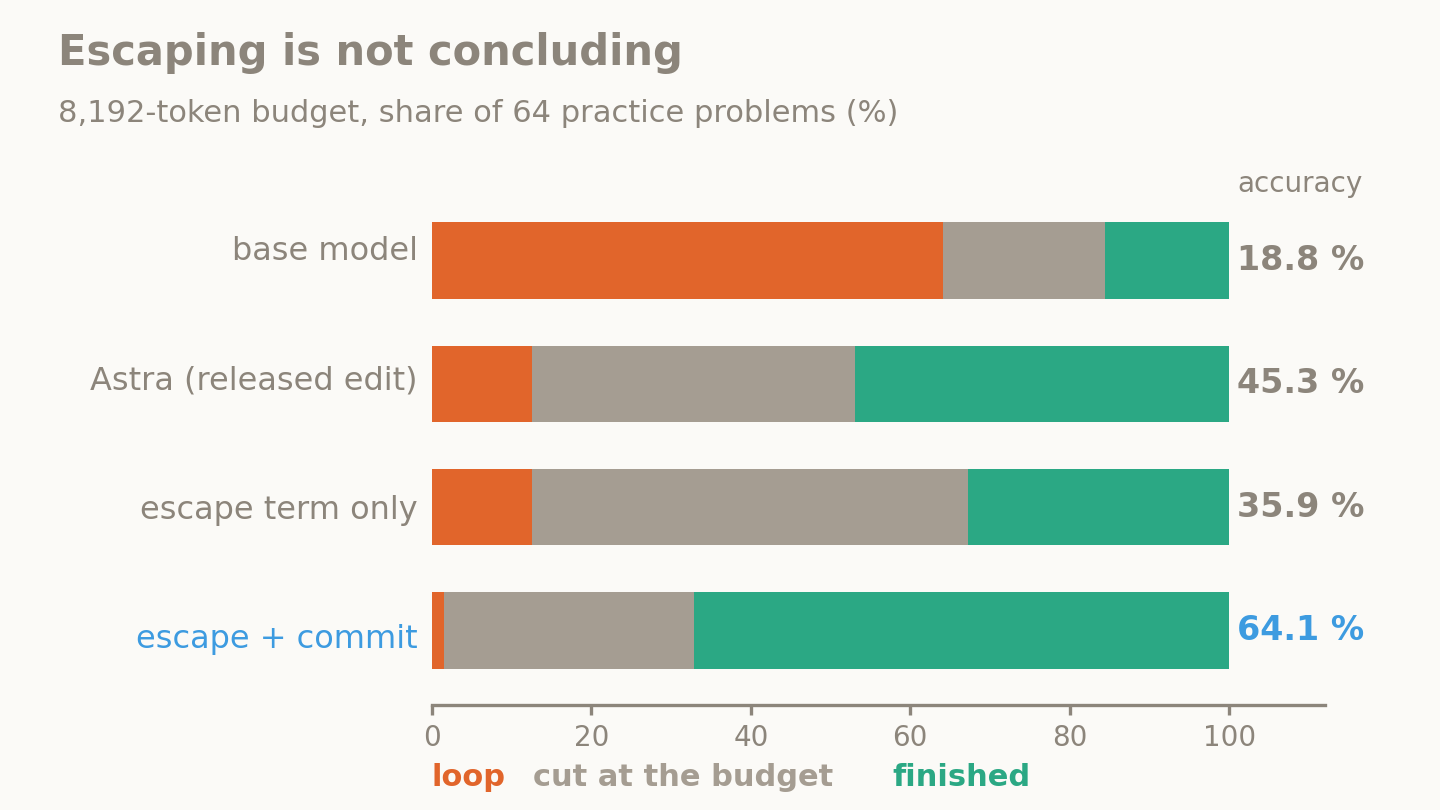 Escaping is not concluding
8,192-token budget, share of 64 practice problems (%)
accuracy
base model 18.8 %
Astra (released edit) 45.3 %
escape term only 35.9 %
escape + commit 64.1 %
0 20 40 60 80 100
loop cut at the budget finished